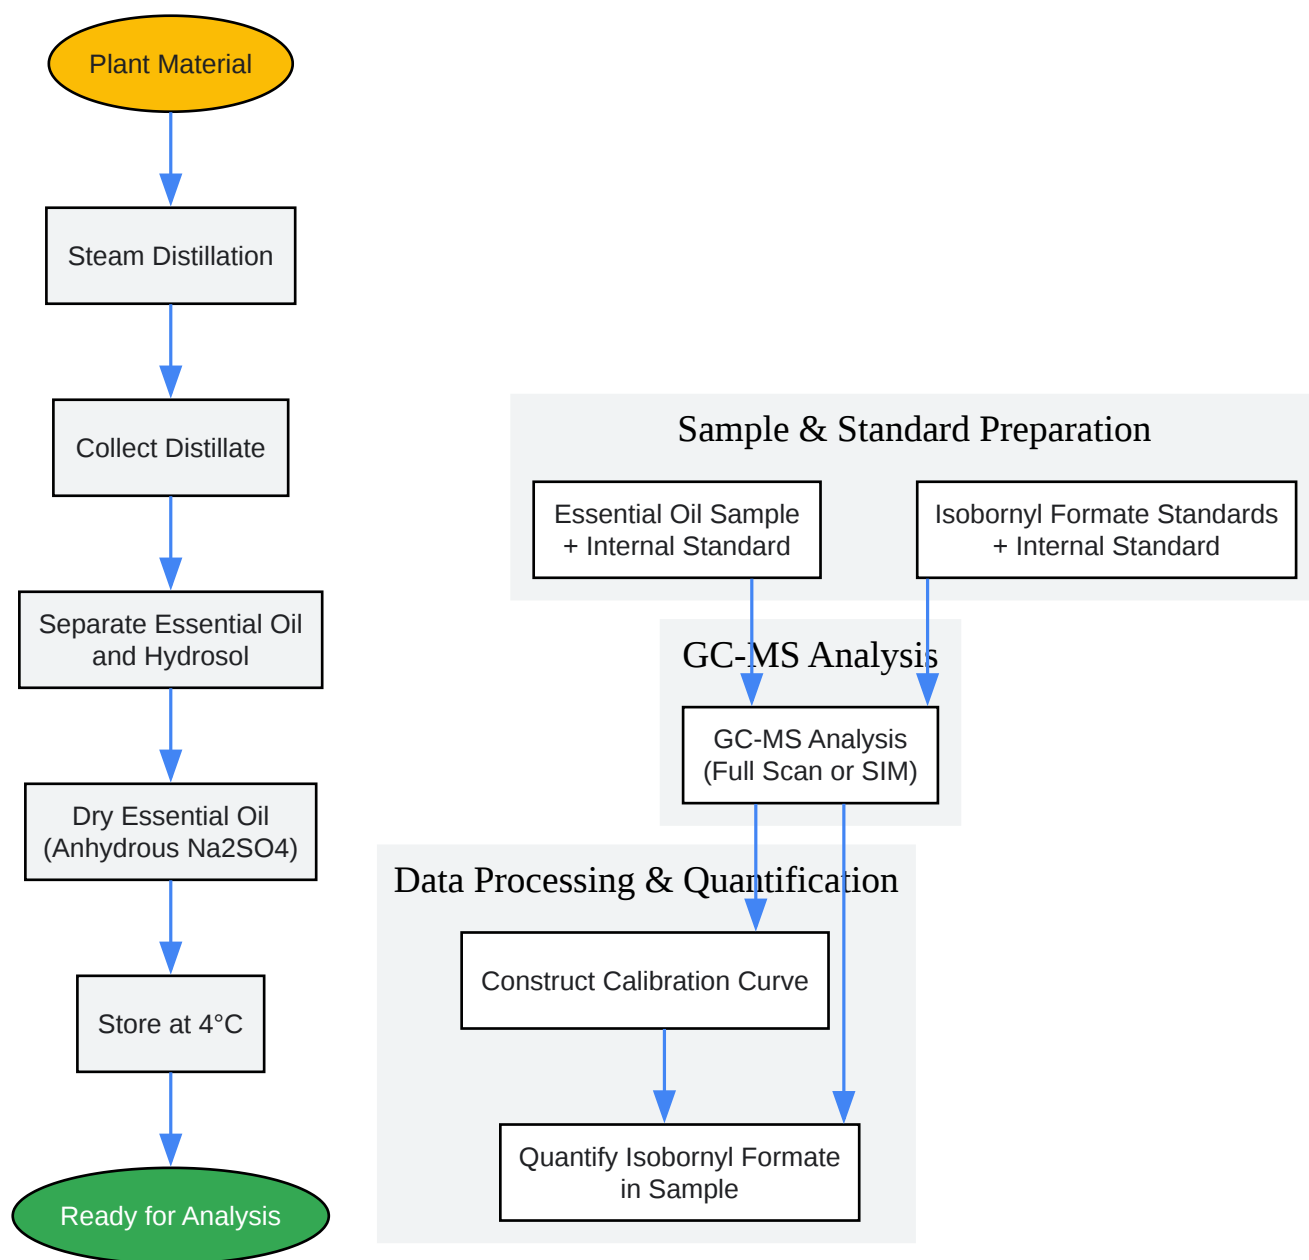 Plant Material
Steam Distillation
Collect Distillate
Separate Essential Oil
and Hydrosol
Dry Essential Oil
(Anhydrous Na2SO4)
Store at 4°C
Ready for Analysis
Sample & Standard Preparation
Essential Oil Sample
+ Internal Standard
Isobornyl Formate Standards
+ Internal Standard
GC-MS Analysis
GC-MS Analysis
(Full Scan or SIM)
Data Processing & Quantification
Construct Calibration Curve
Quantify Isobornyl Formate
in Sample